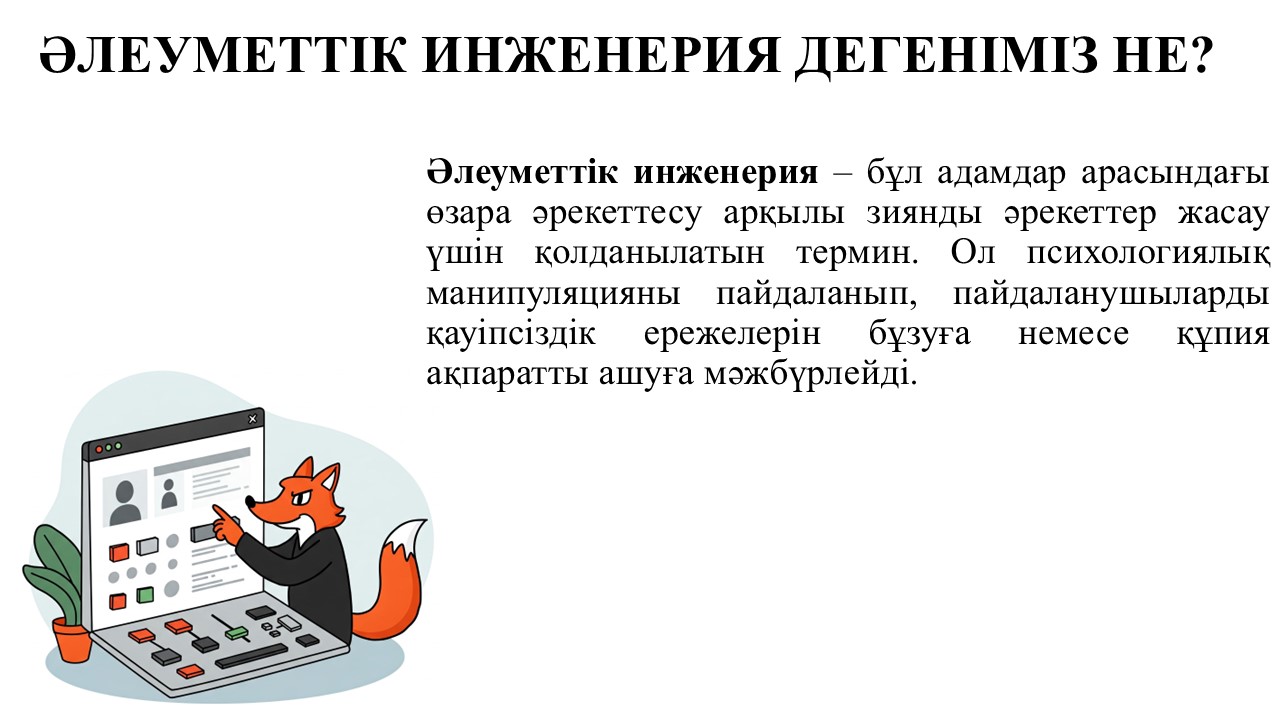 ӘЛЕУМЕТТІК ИНЖЕНЕРИЯ ДЕГЕНІМІЗ НЕ?
Әлеуметтік инженерия – бұл адамдар арасындағы
өзара әрекеттесу арқылы зиянды әрекеттер жасау
үшін қолданылатын термин. Ол психологиялық
манипуляцияны пайдаланып, пайдаланушыларды
қауіпсіздік ережелерін бұзуға немесе құпия
ақпаратты ашуға мәжбүрлейді.